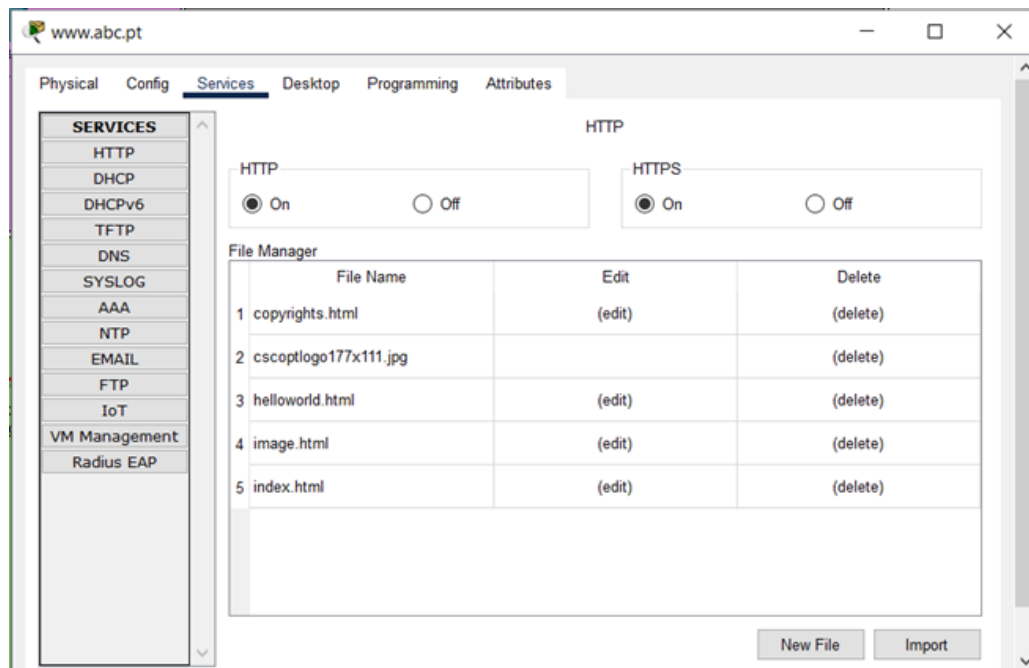 www.abc.pt
Physical Config Services Desktop Programming Attributes
SERVICES
HTTP
DHCP
DHCPv6
TFTP
DNS
SYSLOG
AAA
NTP
EMAIL
FTP
IoT
VM Management
Radius EAP
HTTP
HTTP
On Off
HTTPS
On Off
File Manager
File Name Edit Delete
1 copyrights.html (edit) (delete)
2 cscoptlogo177x111.jpg (delete)
3 helloworld.html (edit) (delete)
4 image.html (edit) (delete)
5 index.html (edit) (delete)
New File Import